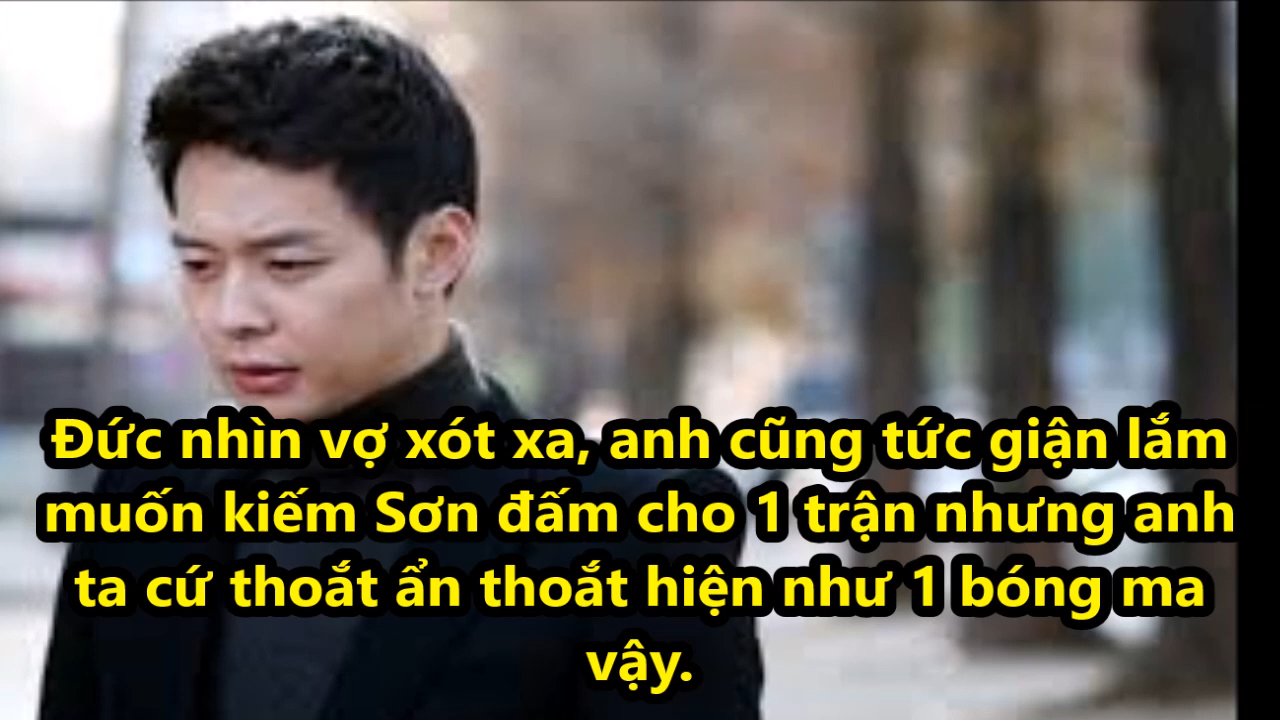 Đức nhìn vợ xót xa, anh cũng tức giận lắm
muốn kiếm Sơn đấm cho 1 trận nhưng anh
ta cứ thoắt ẩn thoắt hiện như 1 bóng ma
vậy.